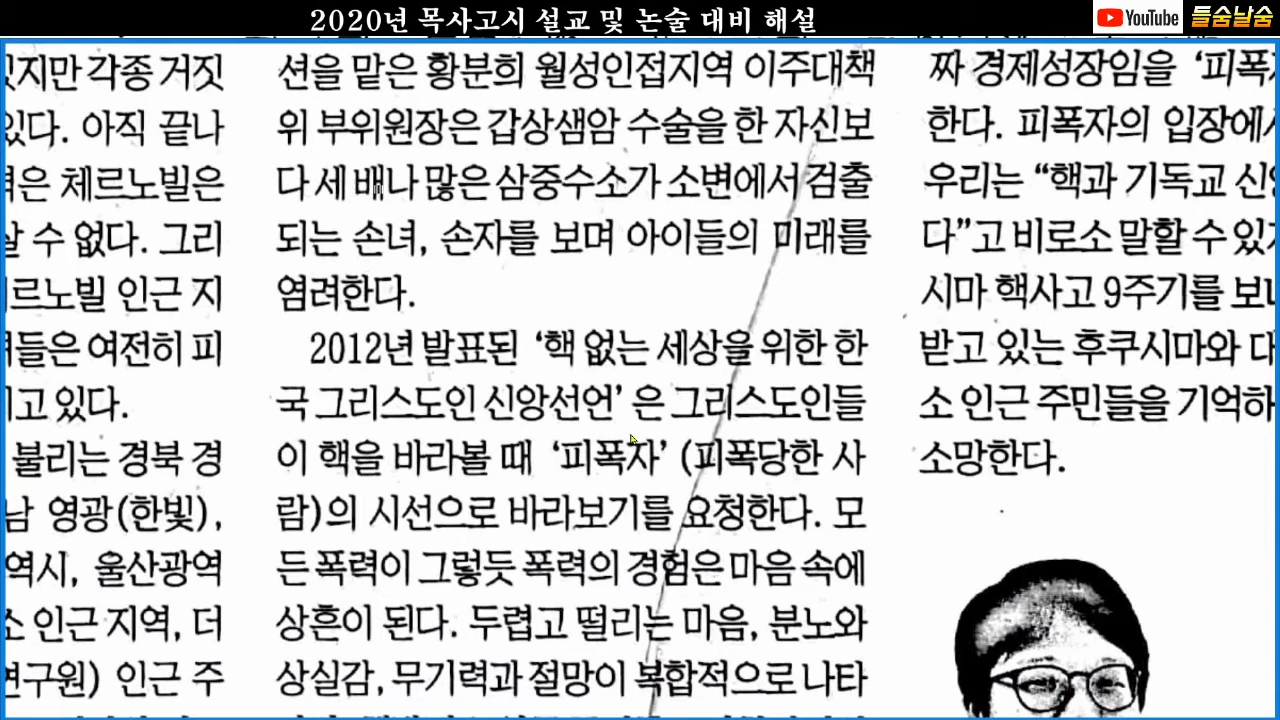 2020년 목사고시 설교 및 논술 대비 해설
YouTube
들숨날숨
있지만 각종 거짓
있다. 아직 끝나
은 체르노빌은
수 없다. 그리
르노빌 인근 지
들은 여전히 피
고 있다.
불리는 경북 경
남 영광(한빛),
역시, 울산광역
소 인근 지역, 더
연구원) 인근 주
션을 맡은 황분희 월성인접지역 이주대책
위 부위원장은 갑상샘암 수술을 한 자신보
다 세 배나 많은 삼중수소가 소변에서 검출
되는 손녀, 손자를 보며 아이들의 미래를
염려한다.
2012년 발표된 ‘핵 없는 세상을 위한 한
국 그리스도인 신앙선언’ 은 그리스도인들
이 핵을 바라볼 때 ‘피폭자’ (피폭당한 사
람)의 시선으로 바라보기를 요청한다. 모
든 폭력이 그렇듯 폭력의 경험은 마음 속에
상흔이 된다. 두렵고 떨리는 마음, 분노와
상실감, 무기력과 절망이 복합적으로 나타
짜 경제성장임을 ‘피폭
한다. 피폭자의 입장에서
우리는 “핵과 기독교 신앙
다”고 비로소 말할 수 있
시마 핵사고 9주기를 보내
받고 있는 후쿠시마와 대
소 인근 주민들을 기억하
소망한다.